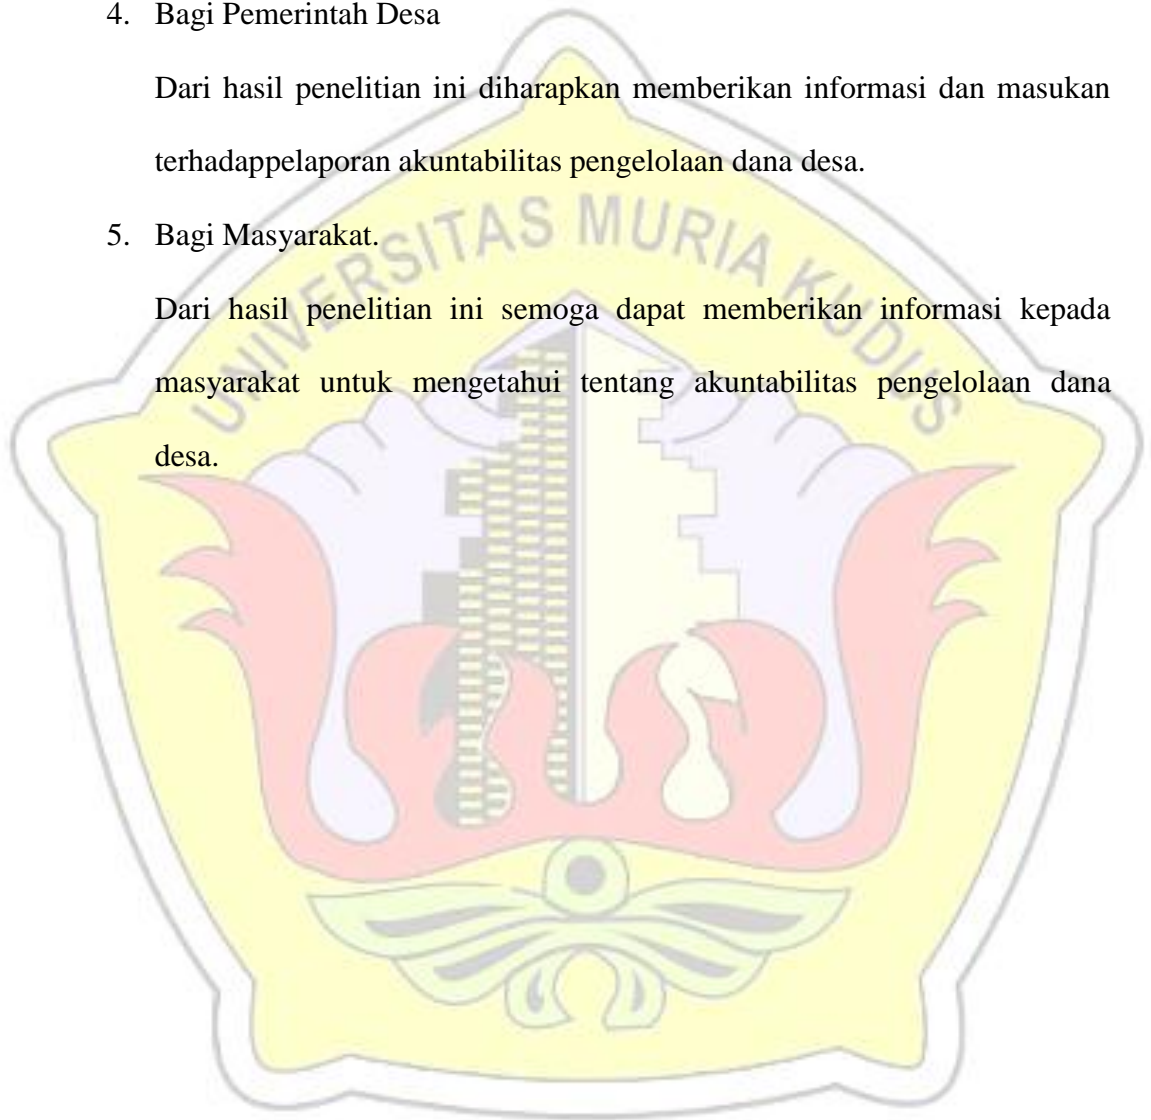 4. Bagi Pemerintah Desa
Dari hasil penelitian ini diharapkan memberikan informasi dan masukan
terhadappelaporan akuntabilitas pengelolaan dana desa.
5. Bagi Masyarakat.
Dari hasil penelitian ini semoga dapat memberikan informasi kepada
masyarakat untuk mengetahui tentang akuntabilitas pengelolaan dana
desa.
UNIVERSITAS MURIA KUDUS